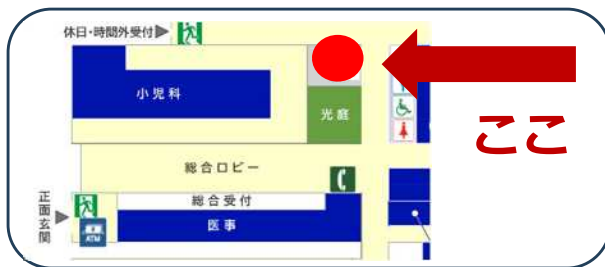 休日・時間外受付▶
小児科
光庭
ここ
総合ロビー
総合受付
正面玄関▶
医事
ATM